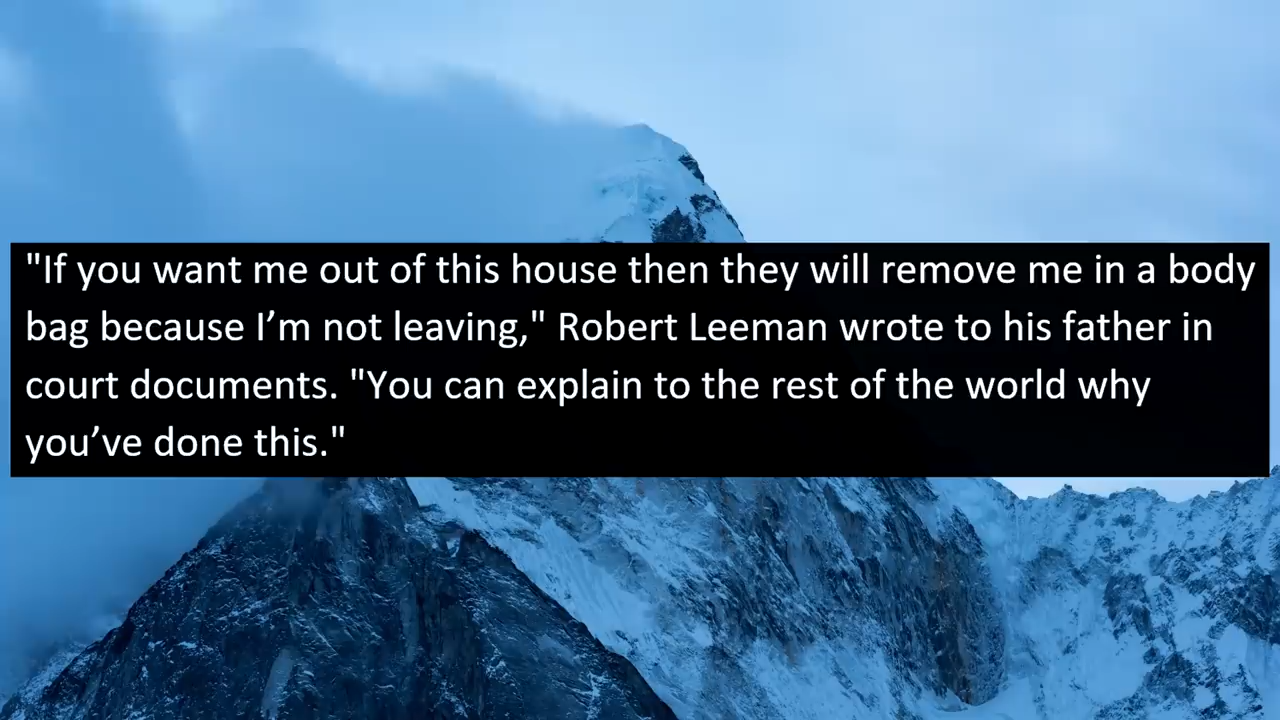 "If you want me out of this house then they will remove me in a body
bag because I’m not leaving," Robert Leeman wrote to his father in
court documents. "You can explain to the rest of the world why
you’ve done this."